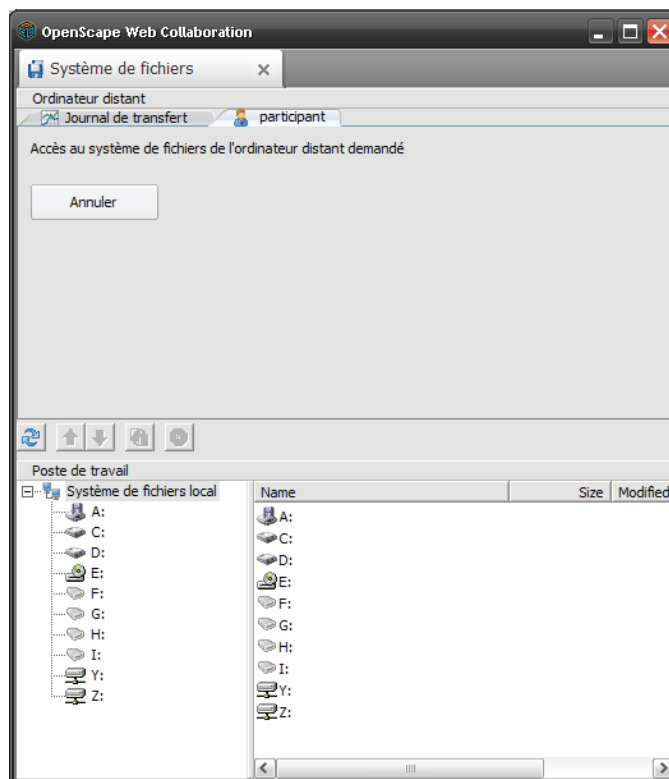 OpenScape Web Collaboration
Système de fichiers
Ordinateur distant
Journal de transfert participant
Accès au système de fichiers de l'ordinateur distant demandé
Annuler
Poste de travail
Système de fichiers local
A:
C:
D:
E:
F:
G:
H:
I:
Y:
Z:
Name Size Modified
A:
C:
D:
E:
F:
G:
H:
I:
Y:
Z: